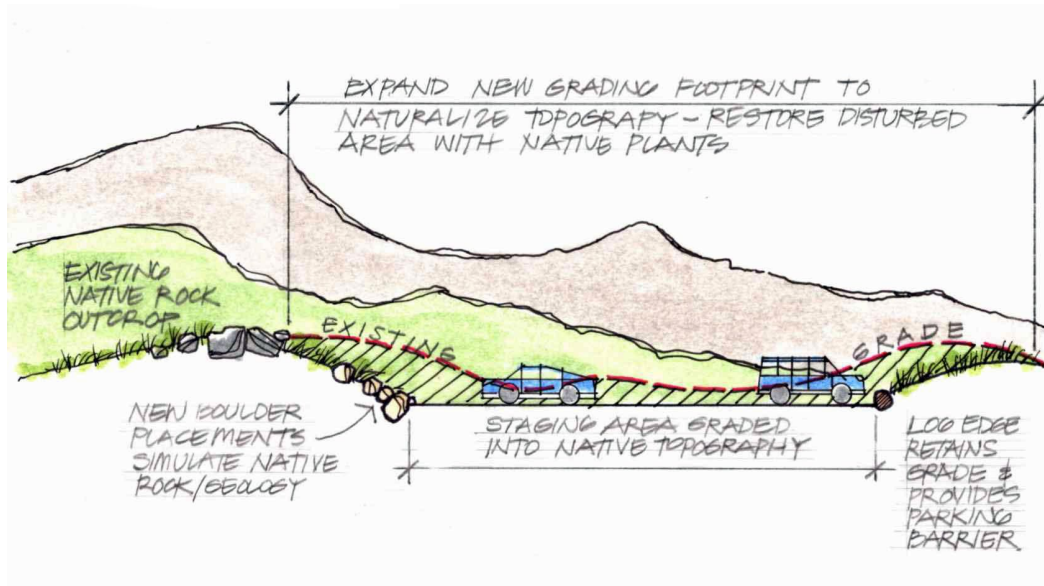 EXPAND NEW GRADING FOOTPRINT TO
NATURALIZE TOPOGRAPY - RESTORE DISTURBED
AREA WITH NATIVE PLANTS
EXISTING
NATIVE ROCK
OUTCROP
EXISTING GRADE
NEW BOULDER
PLACEMENTS
SIMULATE NATIVE
ROCK/GEOLOGY
STAGING AREA GRADED
INTO NATIVE TOPOGRAPHY
LOG EDGE
RETAINS
GRADE &
PROVIDES
PARKING
BARRIER